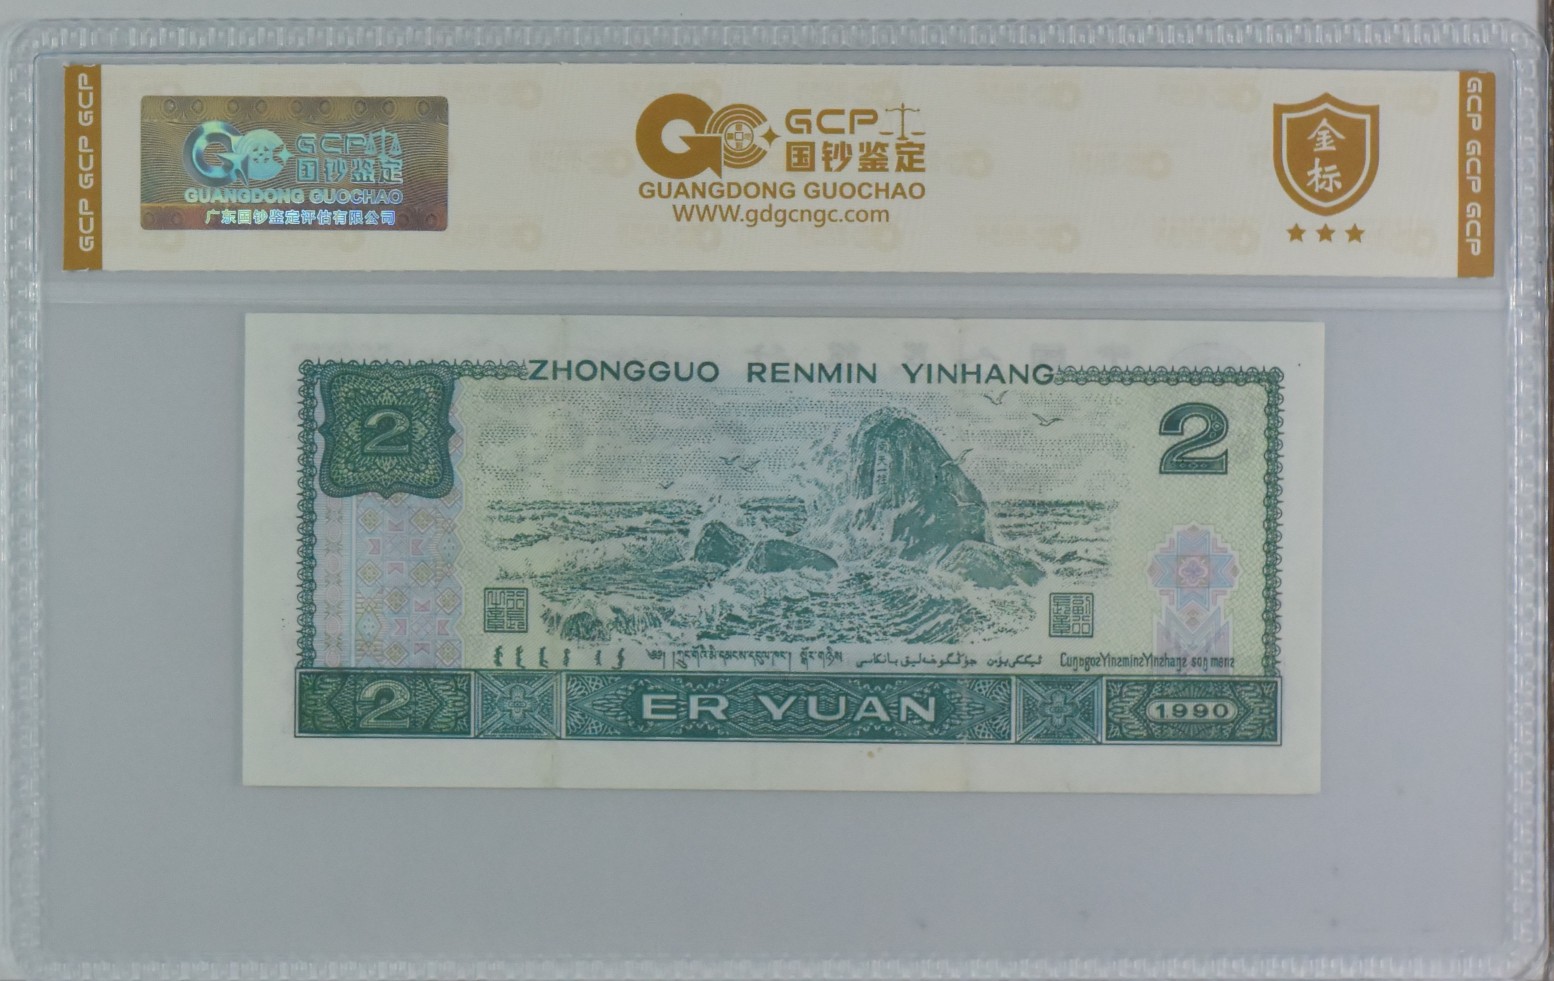 GCP GCP GCP
GCP
国钞鉴定
GUANGDONG GUOCHAO
广东国钞鉴定评估有限公司
GCP
国钞鉴定
GUANGDONG GUOCHAO
WWW.gdgcngc.com
金标
GCP GCP GCP
ZHONGGUO RENMIN YINHANG
2
2
Cungogoz Yinzminz Yinzhangz song maenz
2
ER YUAN
1990